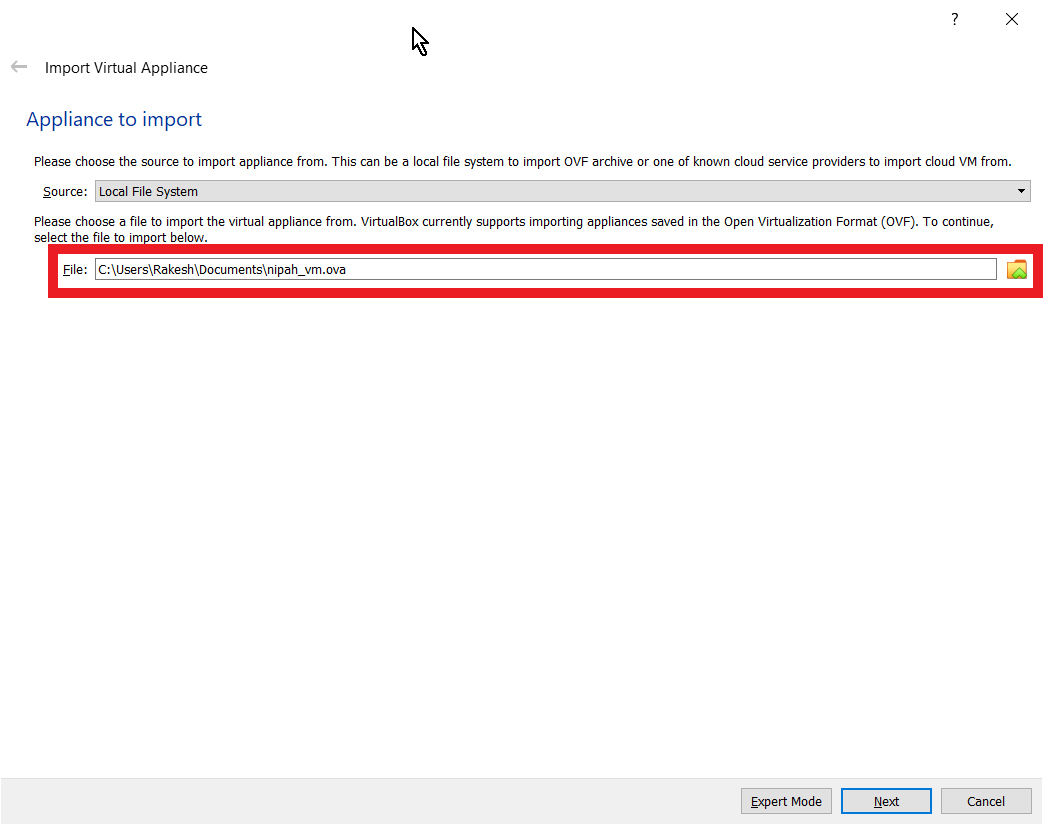 ?
Import Virtual Appliance
Appliance to import
Please choose the source to import appliance from. This can be a local file system to import OVF archive or one of known cloud service providers to import cloud VM from.
Source: Local File System
Please choose a file to import the virtual appliance from. VirtualBox currently supports importing appliances saved in the Open Virtualization Format (OVF). To continue,
select the file to import below.
File: C:\Users\Rakesh\Documents\nipah_vm.ova
Expert Mode Next Cancel